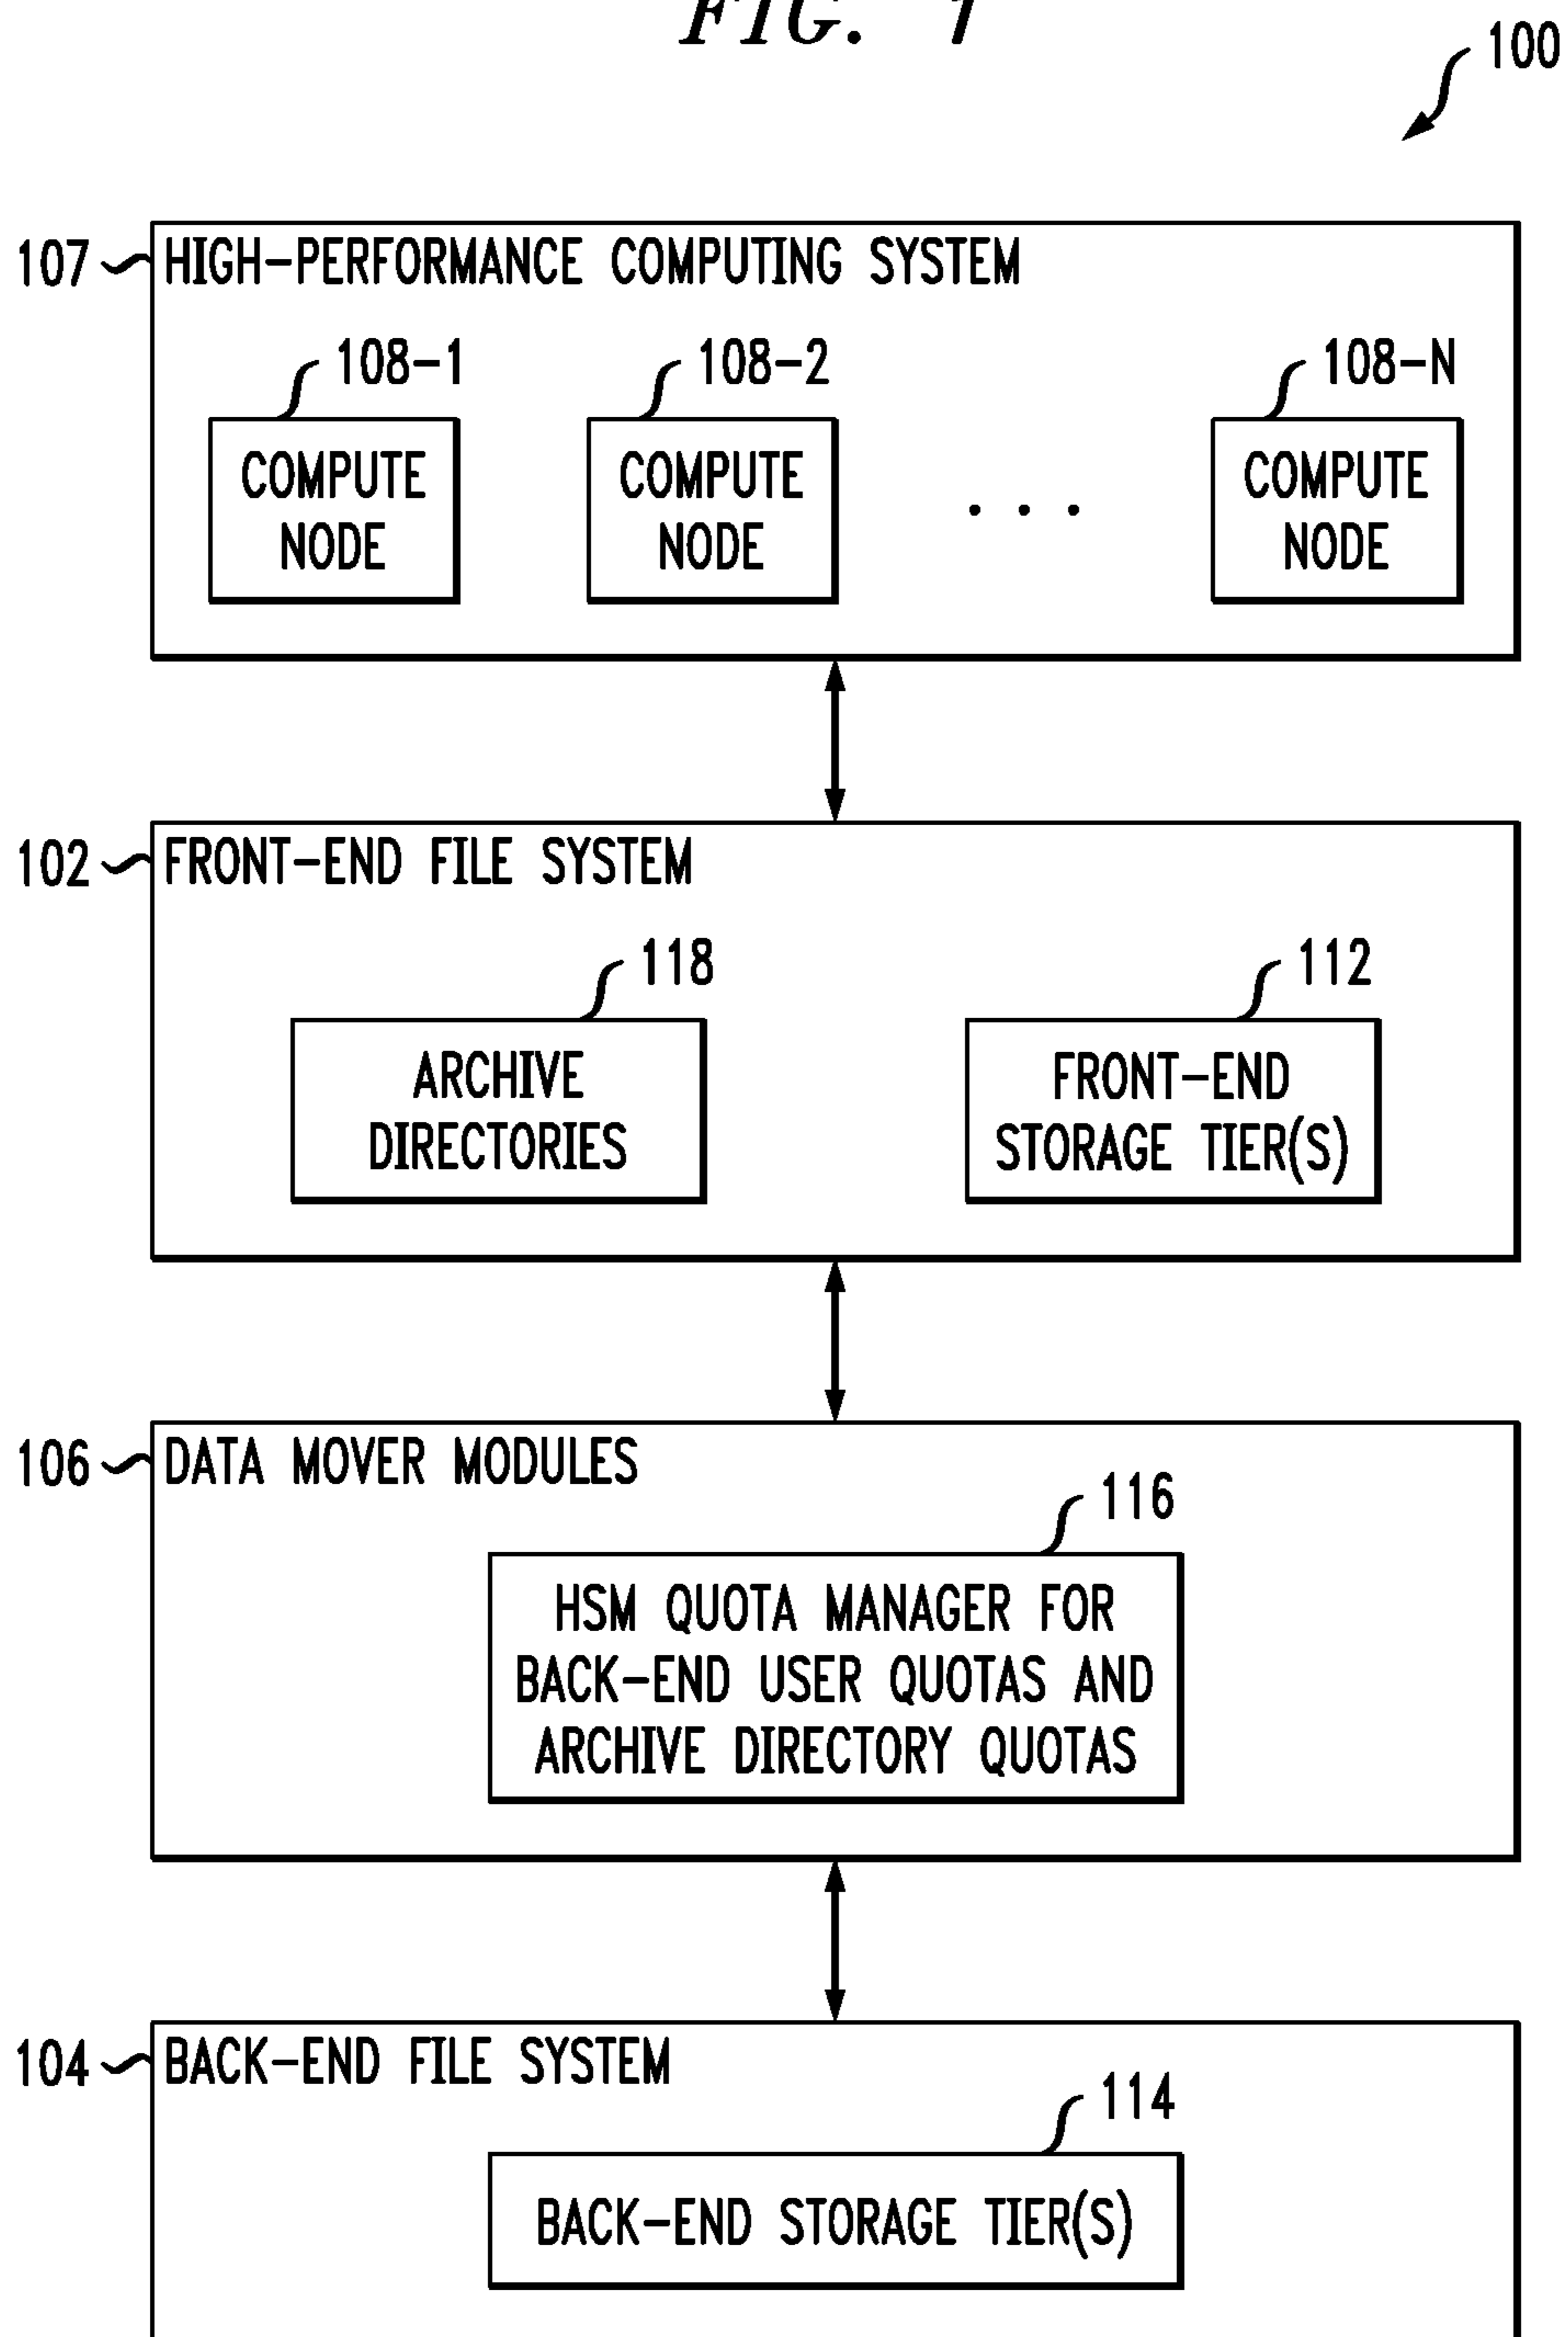 FIG. 1
100
107
HIGH-PERFORMANCE COMPUTING SYSTEM
108-1
108-2
108-N
COMPUTE
NODE
COMPUTE
NODE
. . .
COMPUTE
NODE
102
FRONT-END FILE SYSTEM
118
112
ARCHIVE
DIRECTORIES
FRONT-END
STORAGE TIER(S)
106
DATA MOVER MODULES
116
HSM QUOTA MANAGER FOR
BACK-END USER QUOTAS AND
ARCHIVE DIRECTORY QUOTAS
104
BACK-END FILE SYSTEM
114
BACK-END STORAGE TIER(S)